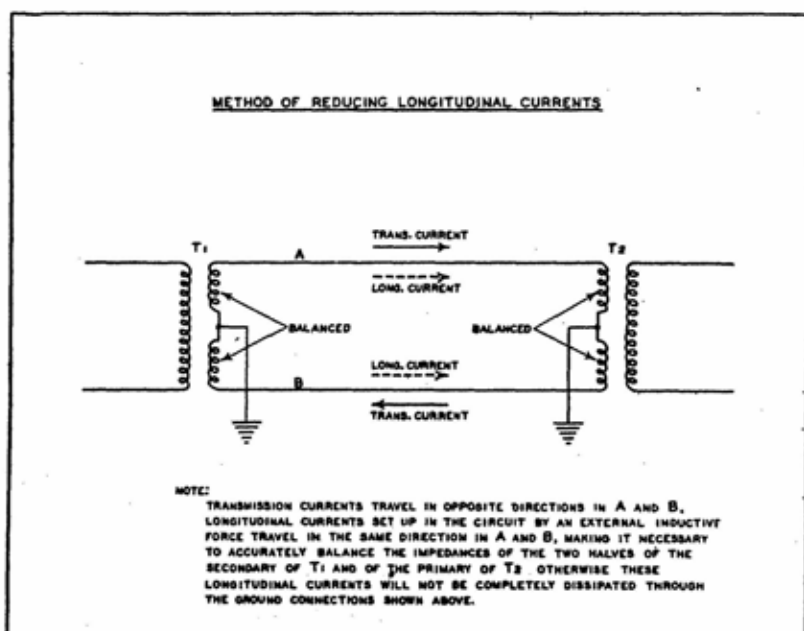 METHOD OF REDUCING LONGITUDINAL CURRENTS
TRANS. CURRENT
T1
A
T2
LONG. CURRENT
BALANCED
BALANCED
LONG. CURRENT
B
TRANS. CURRENT
NOTE:
TRANSMISSION CURRENTS TRAVEL IN OPPOSITE DIRECTIONS IN A AND B,
LONGITUDINAL CURRENTS SET UP IN THE CIRCUIT BY AN EXTERNAL INDUCTIVE
FORCE TRAVEL IN THE SAME DIRECTION IN A AND B, MAKING IT NECESSARY
TO ACCURATELY BALANCE THE IMPEDANCES OF THE TWO HALVES OF THE
SECONDARY OF T1 AND OF THE PRIMARY OF T2 OTHERWISE THESE
LONGITUDINAL CURRENTS WILL NOT BE COMPLETELY DISSIPATED THROUGH
THE GROUND CONNECTIONS SHOWN ABOVE.